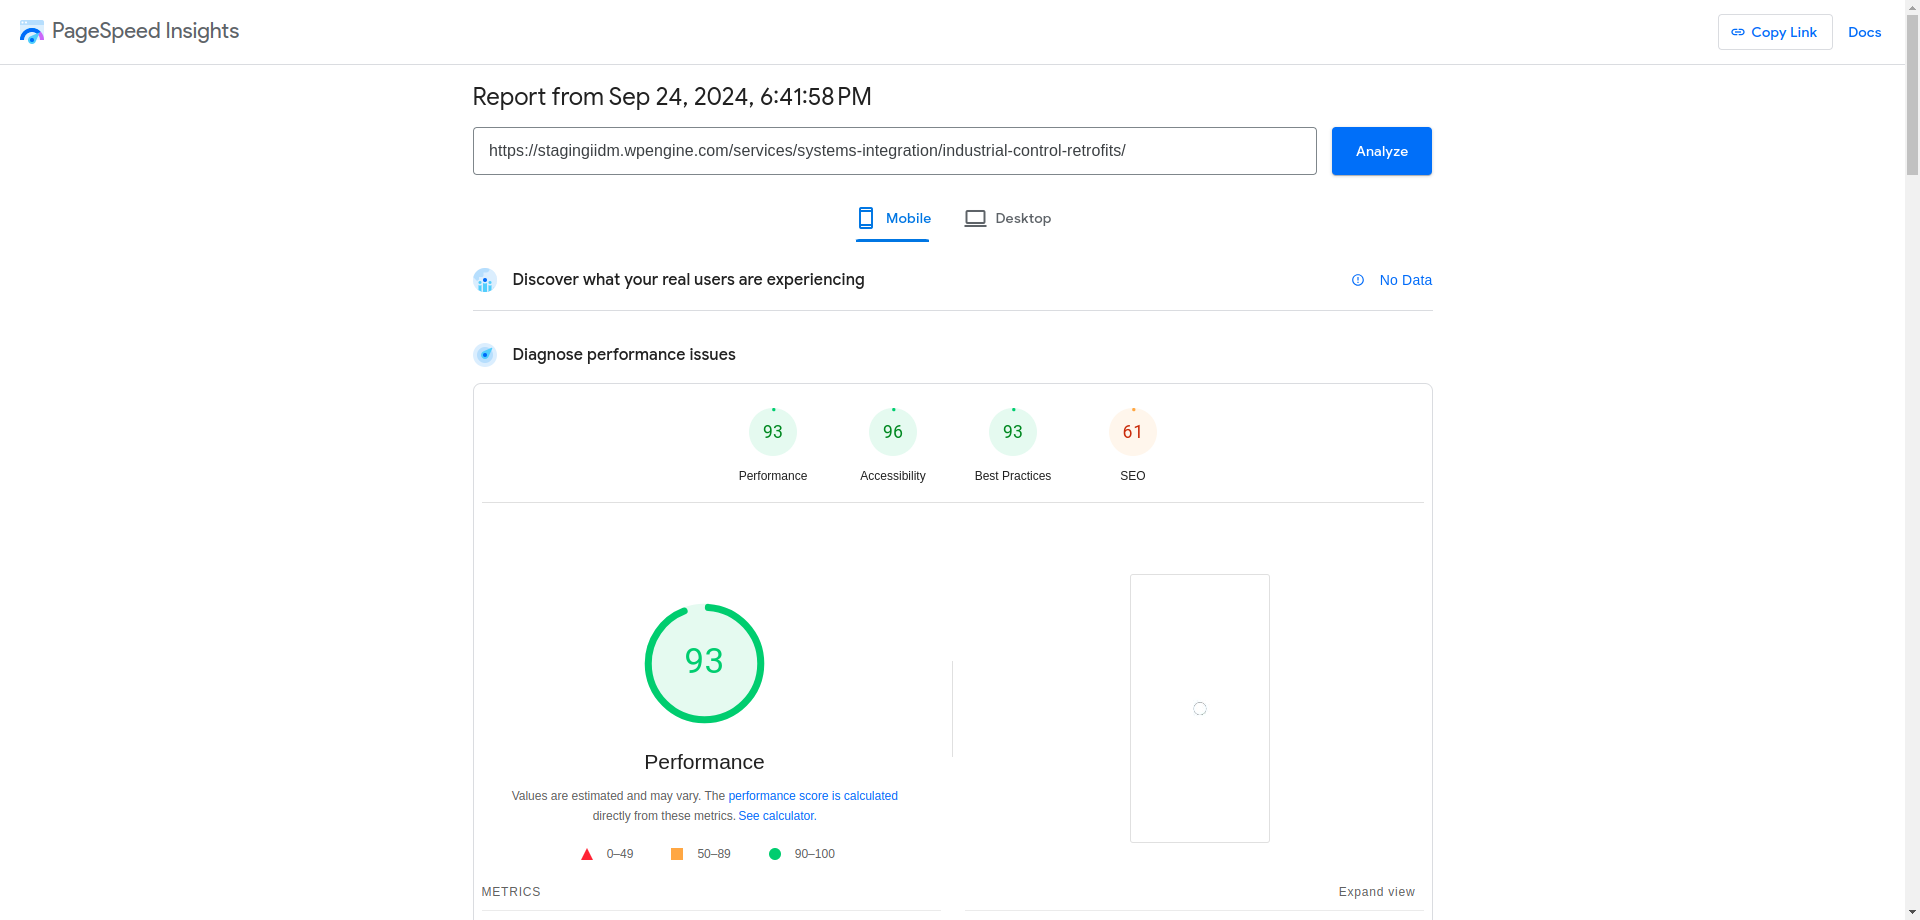 PageSpeed Insights
Copy Link
Docs
Report from Sep 24, 2024, 6:41:58 PM
https://stagingiidm.wpengine.com/services/systems-integration/industrial-control-retrofits/
Analyze
Mobile
Desktop
Discover what your real users are experiencing
No Data
Diagnose performance issues
93
Performance
96
Accessibility
93
Best Practices
61
SEO
93
Performance
Values are estimated and may vary. The performance score is calculated
directly from these metrics. See calculator.
0–49
50–89
90–100
METRICS
Expand view